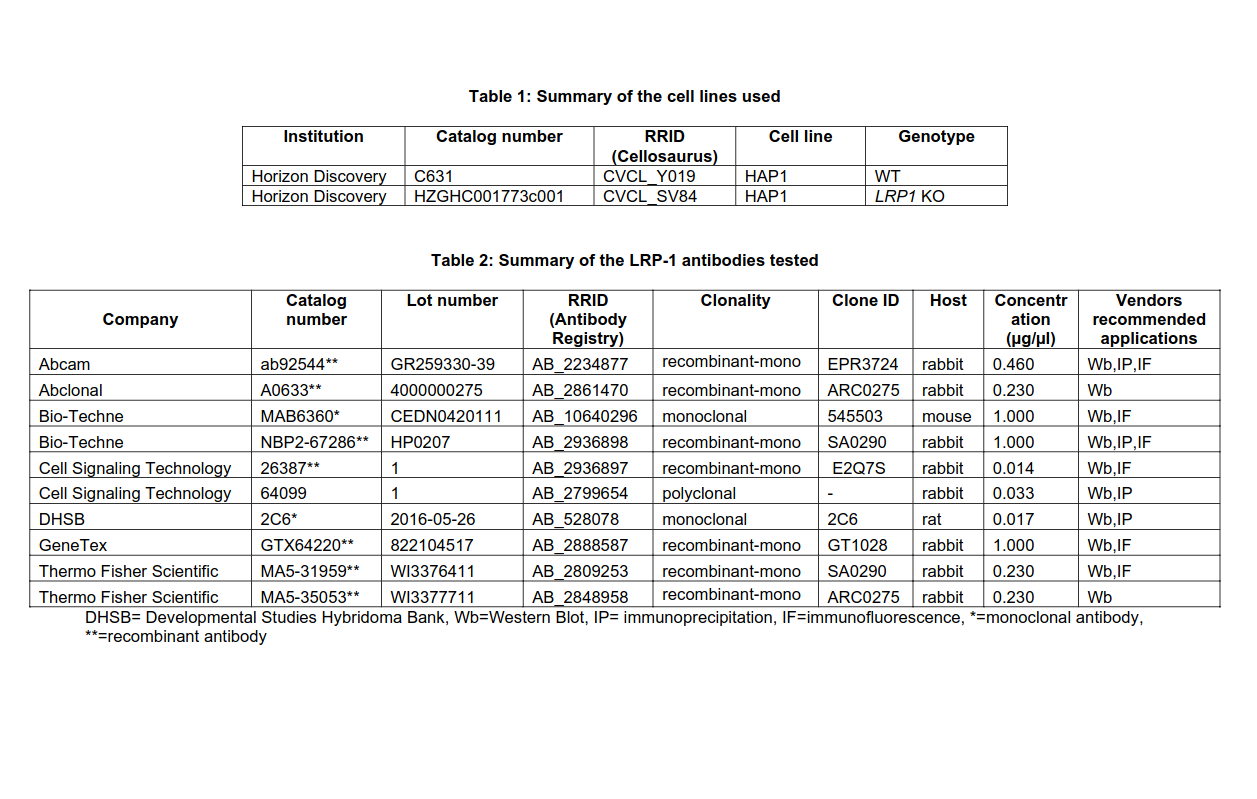 Table 1: Summary of the cell lines used
Institution Catalog number RRID (Cellosaurus) Cell line Genotype
Horizon Discovery C631 CVCL_Y019 HAP1 WT
Horizon Discovery HZGHC001773c001 CVCL_SV84 HAP1 LRP1 KO
Table 2: Summary of the LRP-1 antibodies tested
Company Catalog number Lot number RRID (Antibody Registry) Clonality Clone ID Host Concentr ation (µg/µl) Vendors recommended applications
Abcam ab92544** GR259330-39 AB_2234877 recombinant-mono EPR3724 rabbit 0.460 Wb,IP,IF
Abclonal A0633** 4000000275 AB_2861470 recombinant-mono ARC0275 rabbit 0.230 Wb
Bio-Techne MAB6360* CEDN0420111 AB_10640296 monoclonal 545503 mouse 1.000 Wb,IF
Bio-Techne NBP2-67286** HP0207 AB_2936898 recombinant-mono SA0290 rabbit 1.000 Wb,IP,IF
Cell Signaling Technology 26387** 1 AB_2936897 recombinant-mono E2Q7S rabbit 0.014 Wb,IF
Cell Signaling Technology 64099 1 AB_2799654 polyclonal - rabbit 0.033 Wb,IP
DHSB 2C6* 2016-05-26 AB_528078 monoclonal 2C6 rat 0.017 Wb,IP
GeneTex GTX64220** 822104517 AB_2888587 recombinant-mono GT1028 rabbit 1.000 Wb,IF
Thermo Fisher Scientific MA5-31959** WI3376411 AB_2809253 recombinant-mono SA0290 rabbit 0.230 Wb,IF
Thermo Fisher Scientific MA5-35053** WI3377711 AB_2848958 recombinant-mono ARC0275 rabbit 0.230 Wb
DHSB= Developmental Studies Hybridoma Bank, Wb=Western Blot, IP= immunoprecipitation, IF=immunofluorescence, *=monoclonal antibody,
**=recombinant antibody